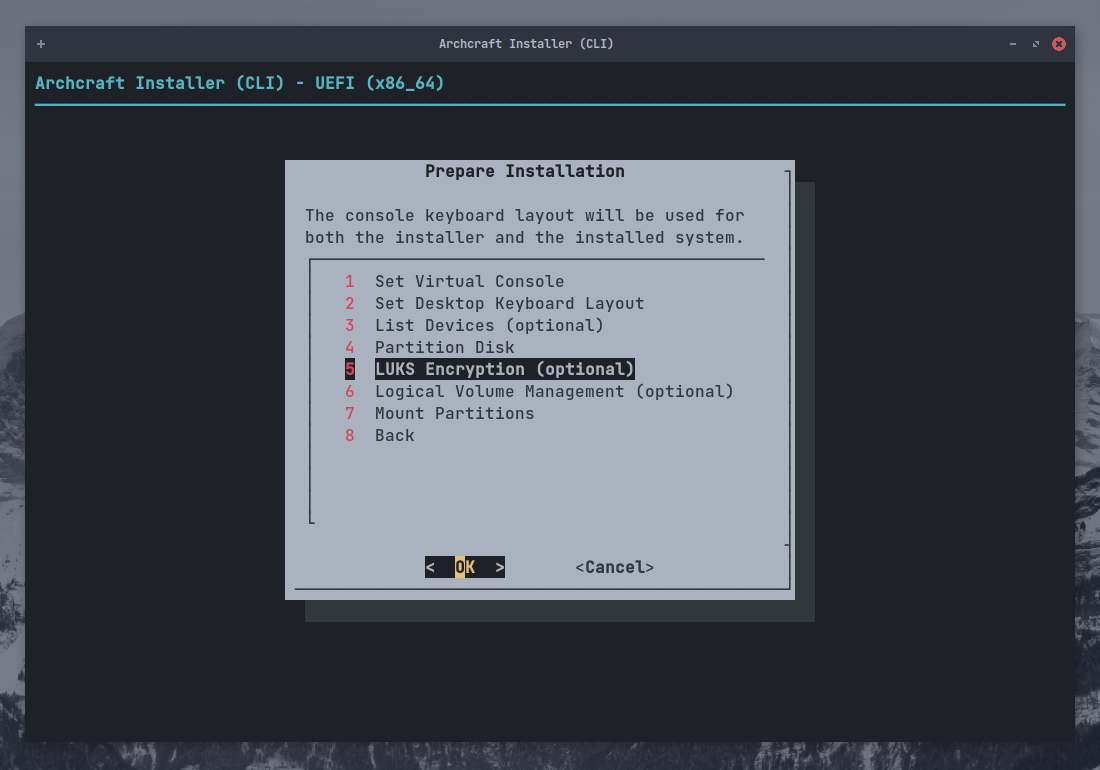 Archcraft Installer (CLI)
Archcraft Installer (CLI) - UEFI (x86_64)
Prepare Installation
The console keyboard layout will be used for
both the installer and the installed system.
1 Set Virtual Console
2 Set Desktop Keyboard Layout
3 List Devices (optional)
4 Partition Disk
5 LUKS Encryption (optional)
6 Logical Volume Management (optional)
7 Mount Partitions
8 Back
< OK > <Cancel>